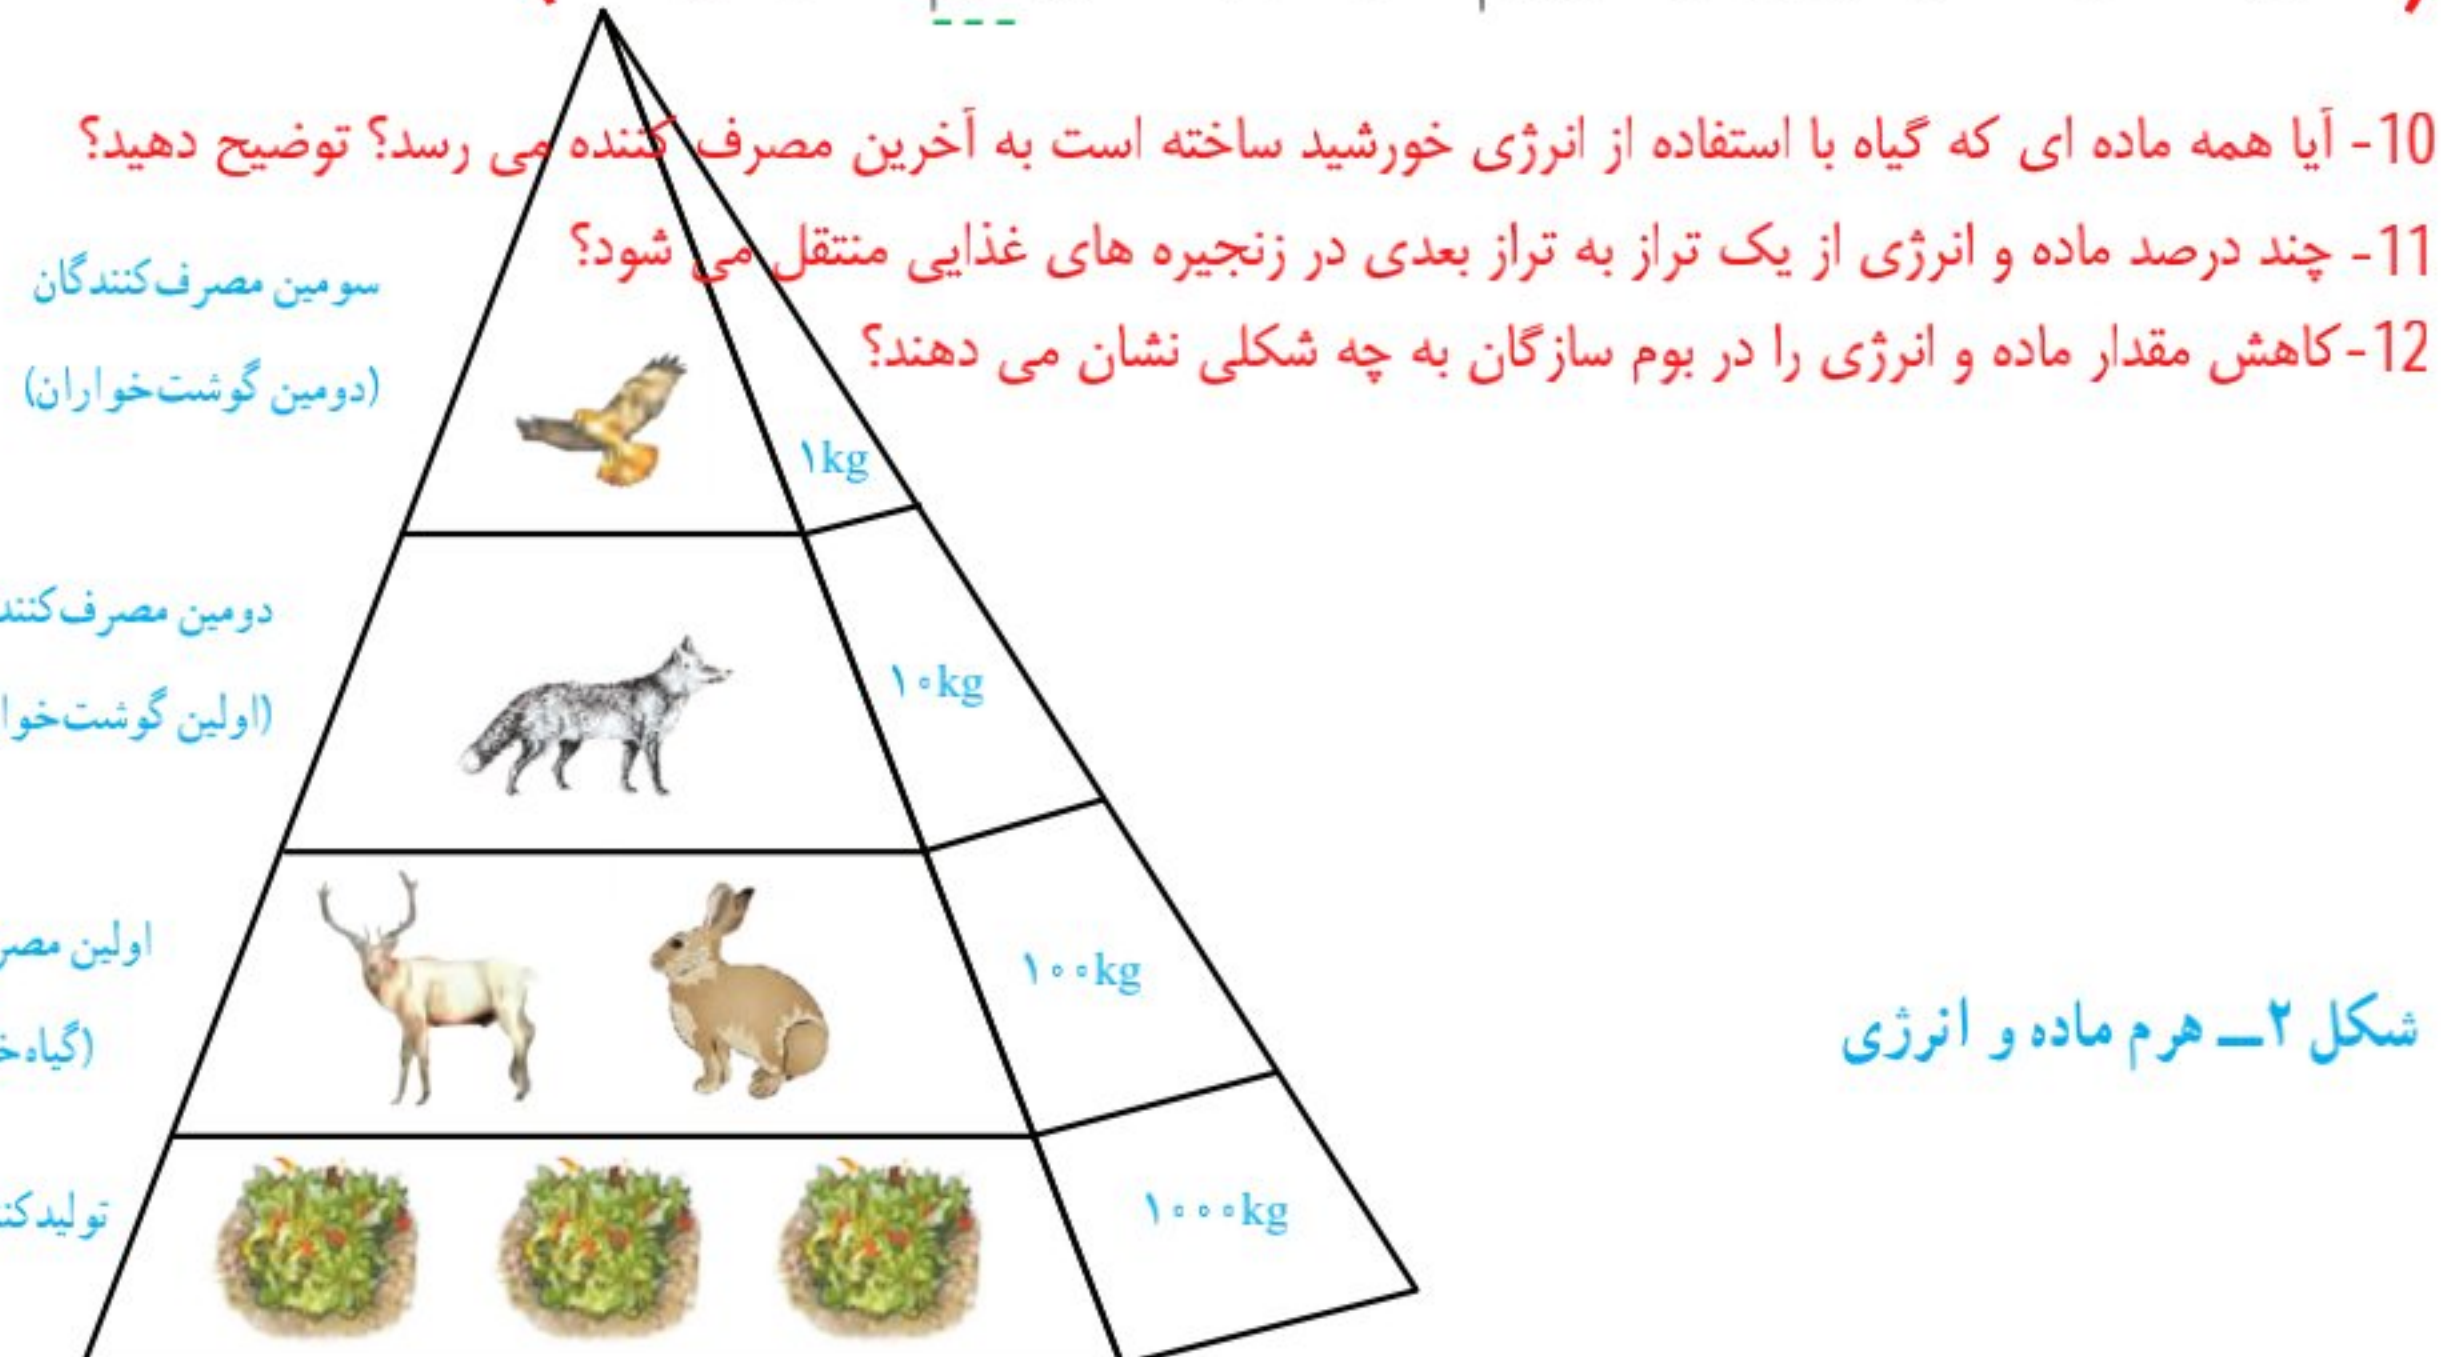 10- آیا همه ماده ای که گیاه با استفاده از انرژی خورشید ساخته است به آخرین مصرف کننده می رسد؟ توضیح دهید؟
11- چند درصد ماده و انرژی از یک تراز به تراز بعدی در زنجیره های غذایی منتقل می شود؟
12-کاهش مقدار ماده و انرژی را در بوم سازگان به چه شکلی نشان می دهند؟
سومین مصرف‌کنندگان
(دومین گوشت‌خواران)
۱kg
دومین مصرف‌کنند
(اولین گوشت‌خوا
۱۰kg
اولین مصر
(گیاه‌خ
۱۰۰kg
شکل ۲ــ هرم ماده و انرژی
تولیدکن
۱۰۰۰kg